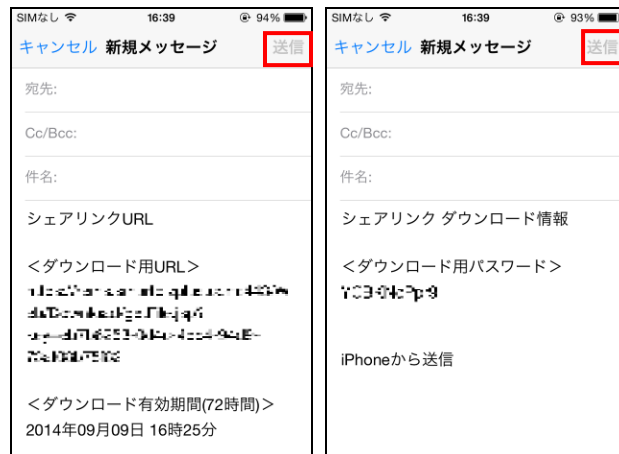 SIMなし 16:39 94%
キャンセル 新規メッセージ 送信
宛先:
Cc/Bcc:
件名:
シェアリンクURL
<ダウンロード用URL>
<ダウンロード有効期間(72時間)>
2014年09月09日 16時25分
SIMなし 16:39 93%
キャンセル 新規メッセージ 送信
宛先:
Cc/Bcc:
件名:
シェアリンク ダウンロード情報
<ダウンロード用パスワード>
iPhoneから送信